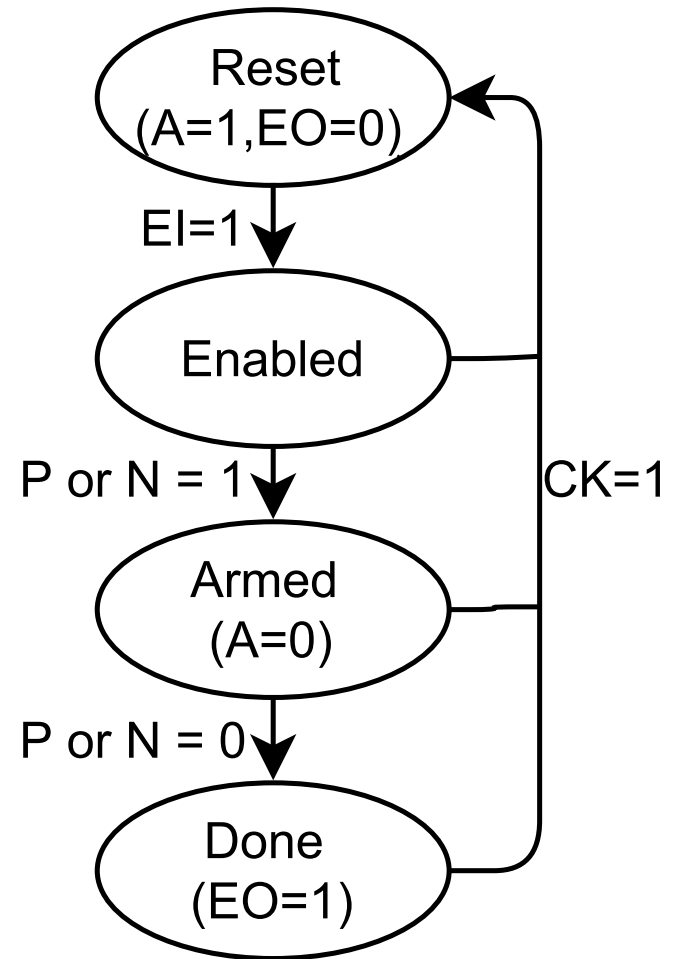 Reset
(A=1,EO=0)
EI=1
Enabled
P or N = 1
CK=1
Armed
(A=0)
P or N = 0
Done
(EO=1)